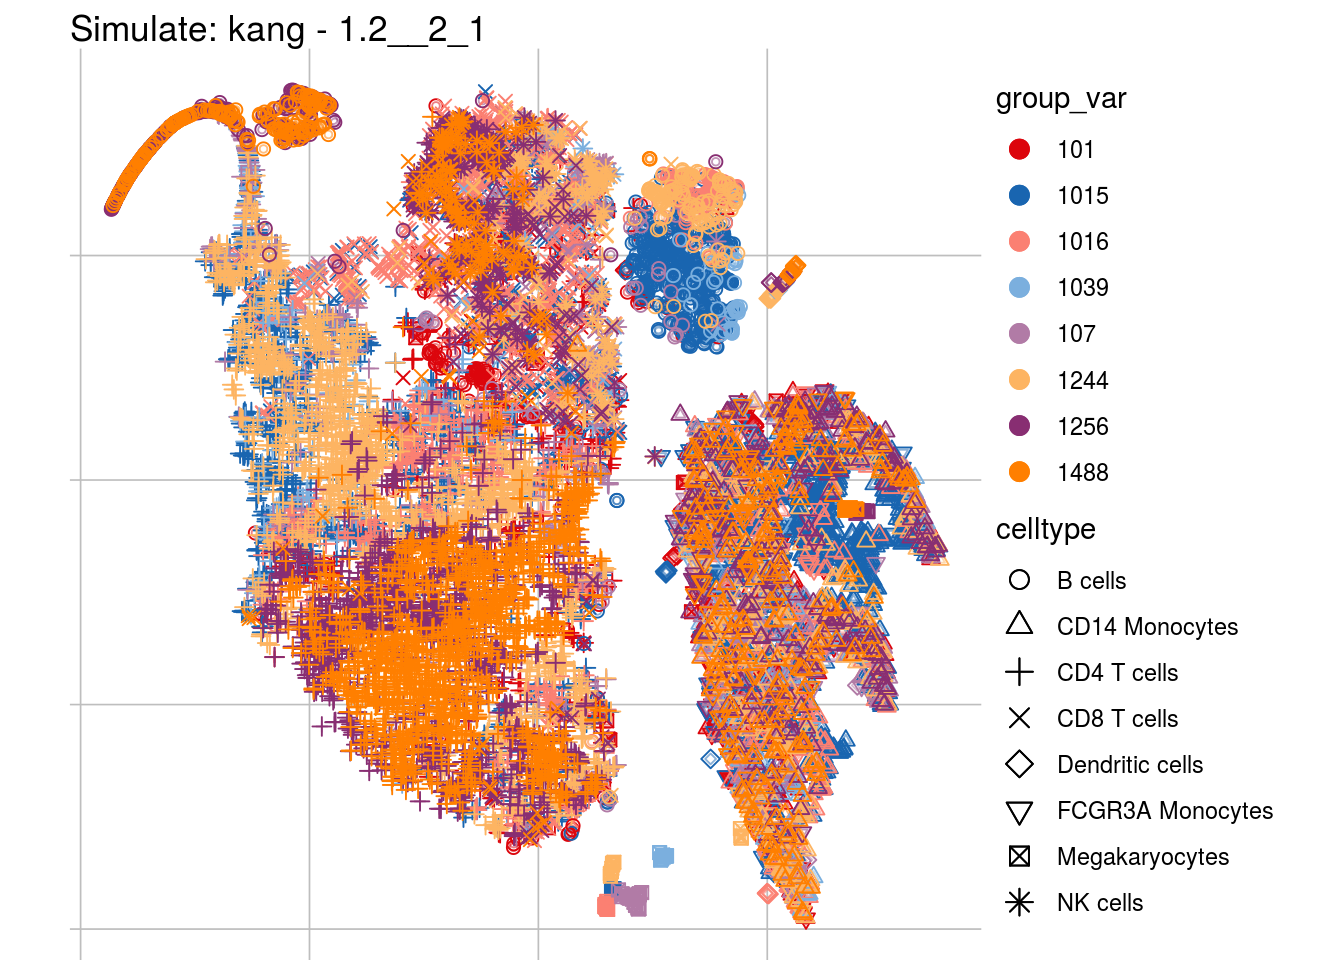 Simulate: kang - 1.2__2_1
group_var
101
1015
1016
1039
107
1244
1256
1488
celltype
B cells
CD14 Monocytes
CD4 T cells
CD8 T cells
Dendritic cells
FCGR3A Monocytes
Megakaryocytes
NK cells